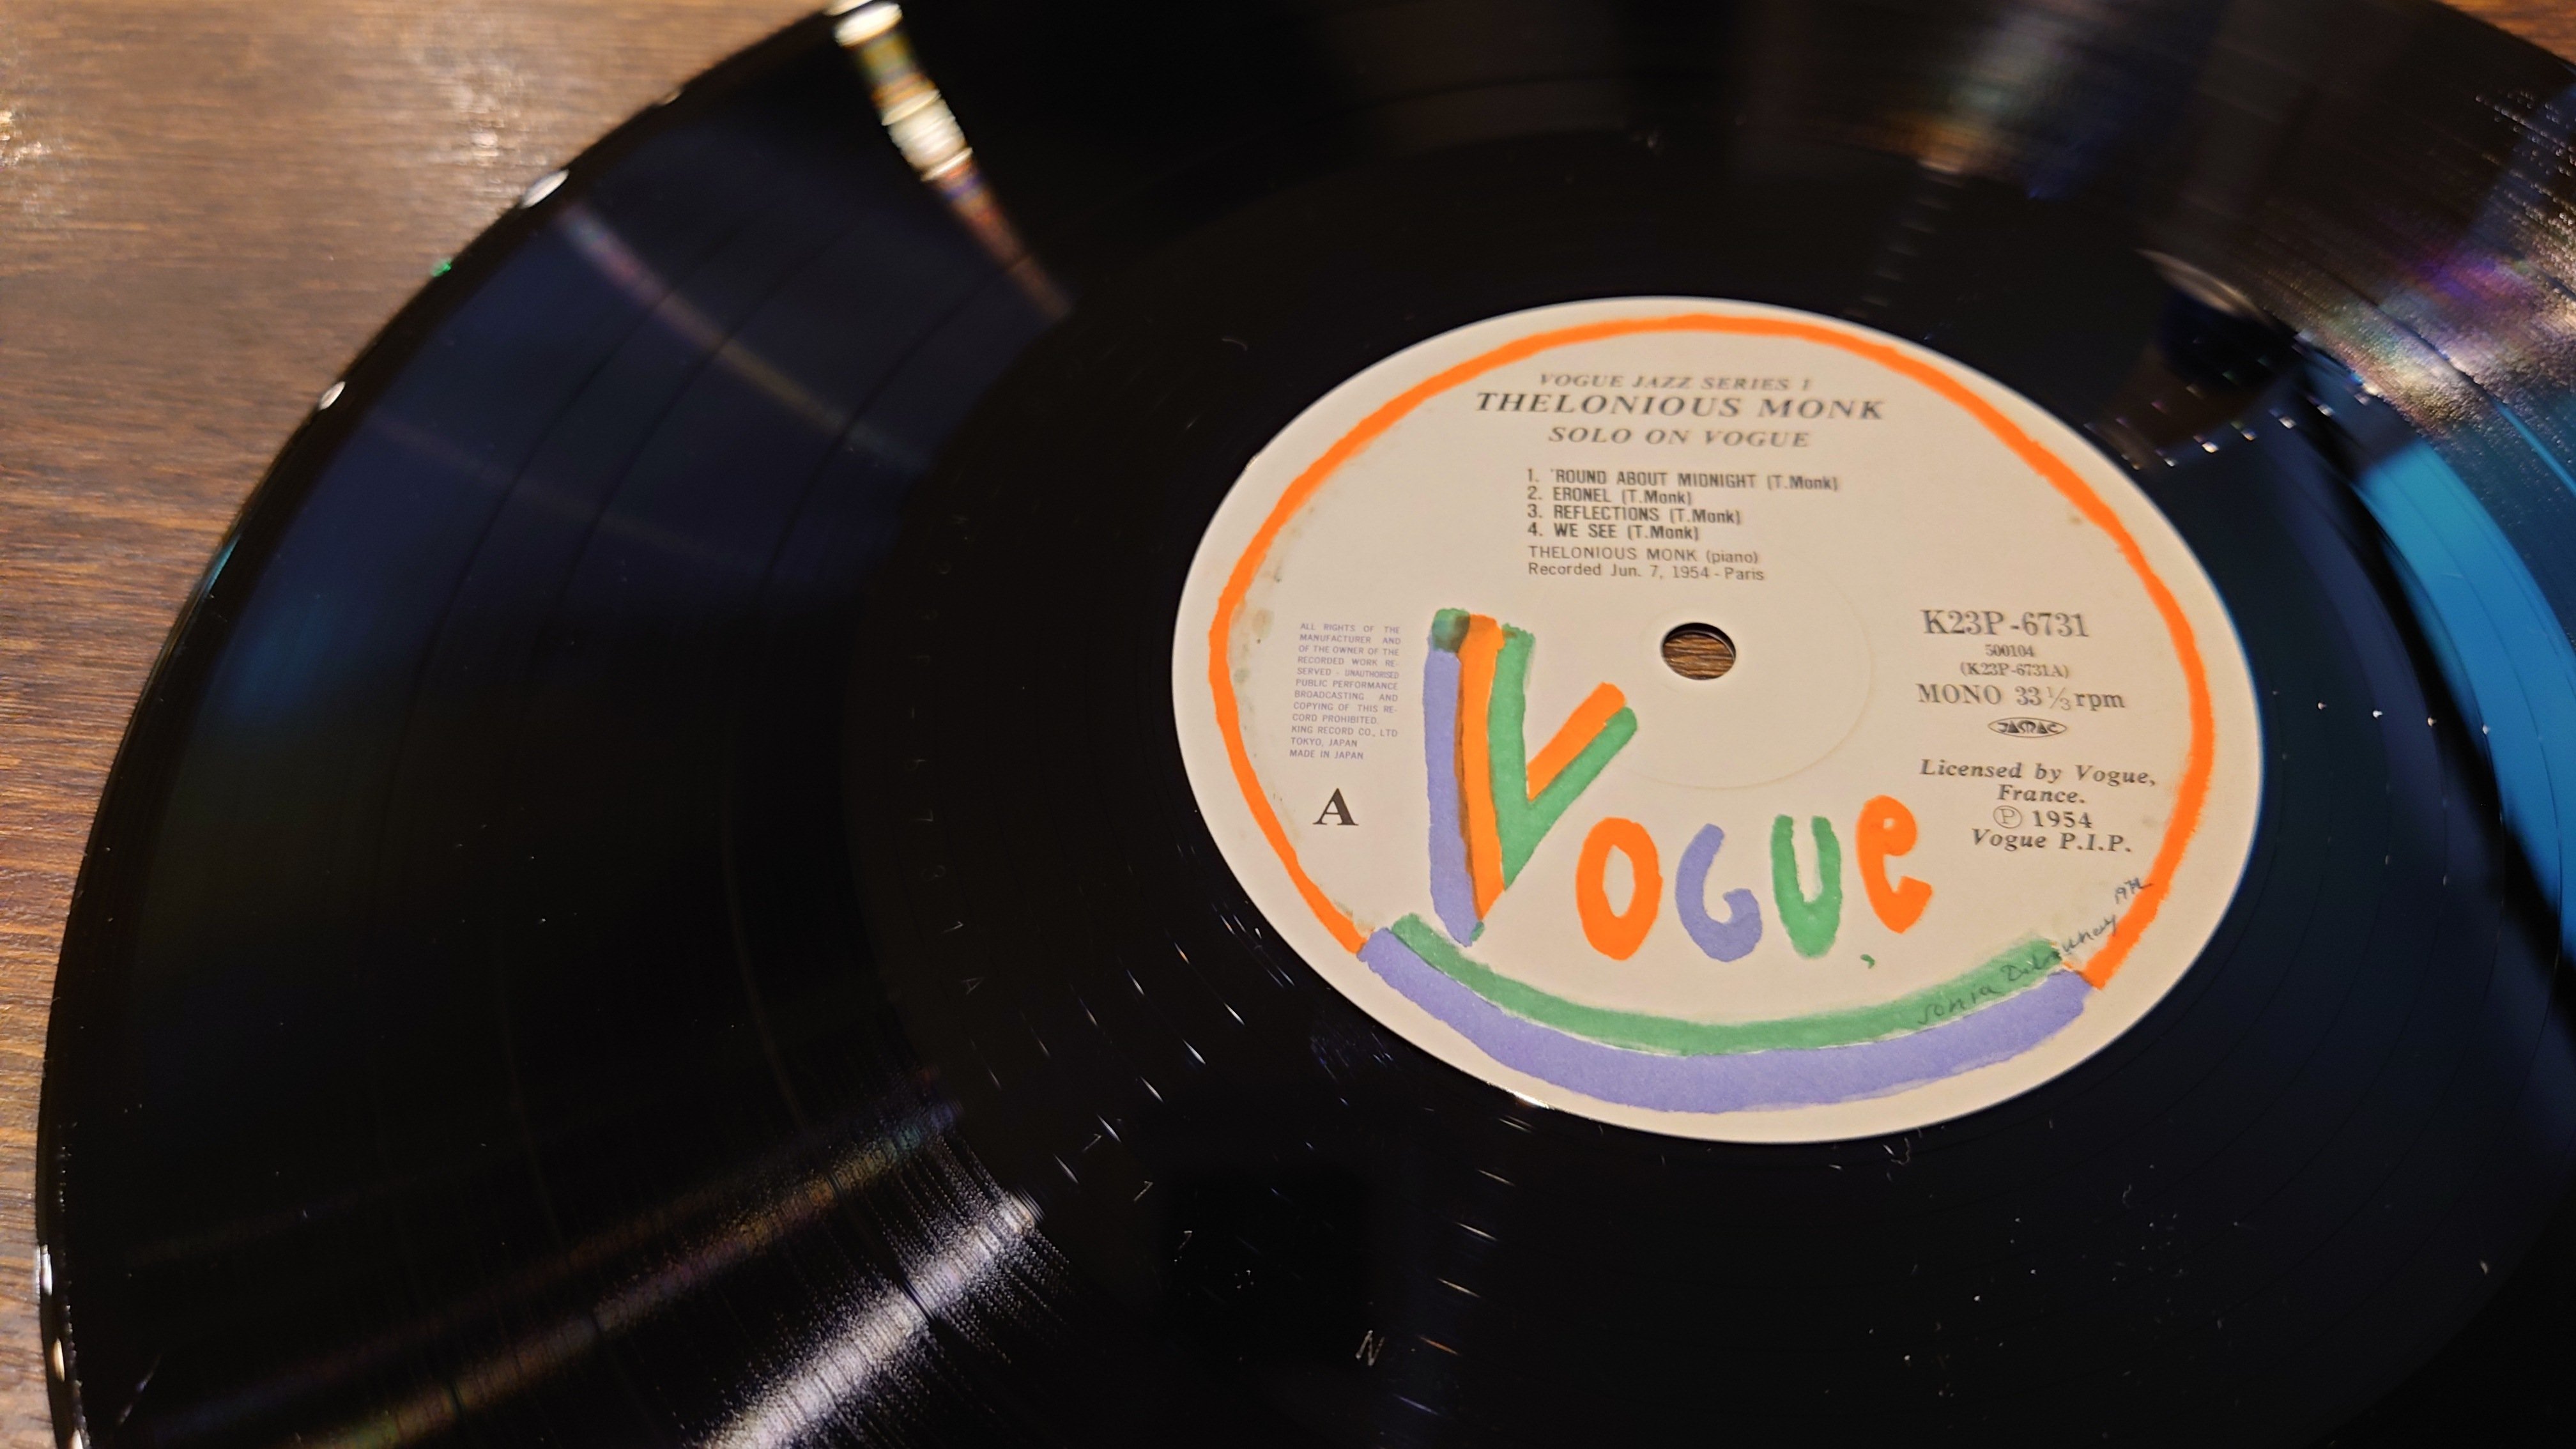 VOGUE JAZZ SERIES 1
THELONIOUS MONK
SOLO ON VOGUE
1. 'ROUND ABOUT MIDNIGHT (T.Monk)
2. ERONEL (T.Monk)
3. REFLECTIONS (T.Monk)
4. WE SEE (T.Monk)
THELONIOUS MONK (piano)
Recorded Jun. 7, 1954 - Paris
ALL RIGHTS OF THE
MANUFACTURER AND
OF THE OWNER OF THE
RECORDED WORK RE-
SERVED - UNAUTHORISED
PUBLIC PERFORMANCE
BROADCASTING AND
COPYING OF THIS RE-
CORD PROHIBITED.
KING RECORD CO., LTD
TOKYO, JAPAN
MADE IN JAPAN
A
K23P-6731
500104
(K23P-6731A)
MONO 33 1/3 rpm
JASRAC
Licensed by Vogue,
France.
Ⓟ 1954
Vogue P.I.P.
VOGUe
Sonia Delaunay
N